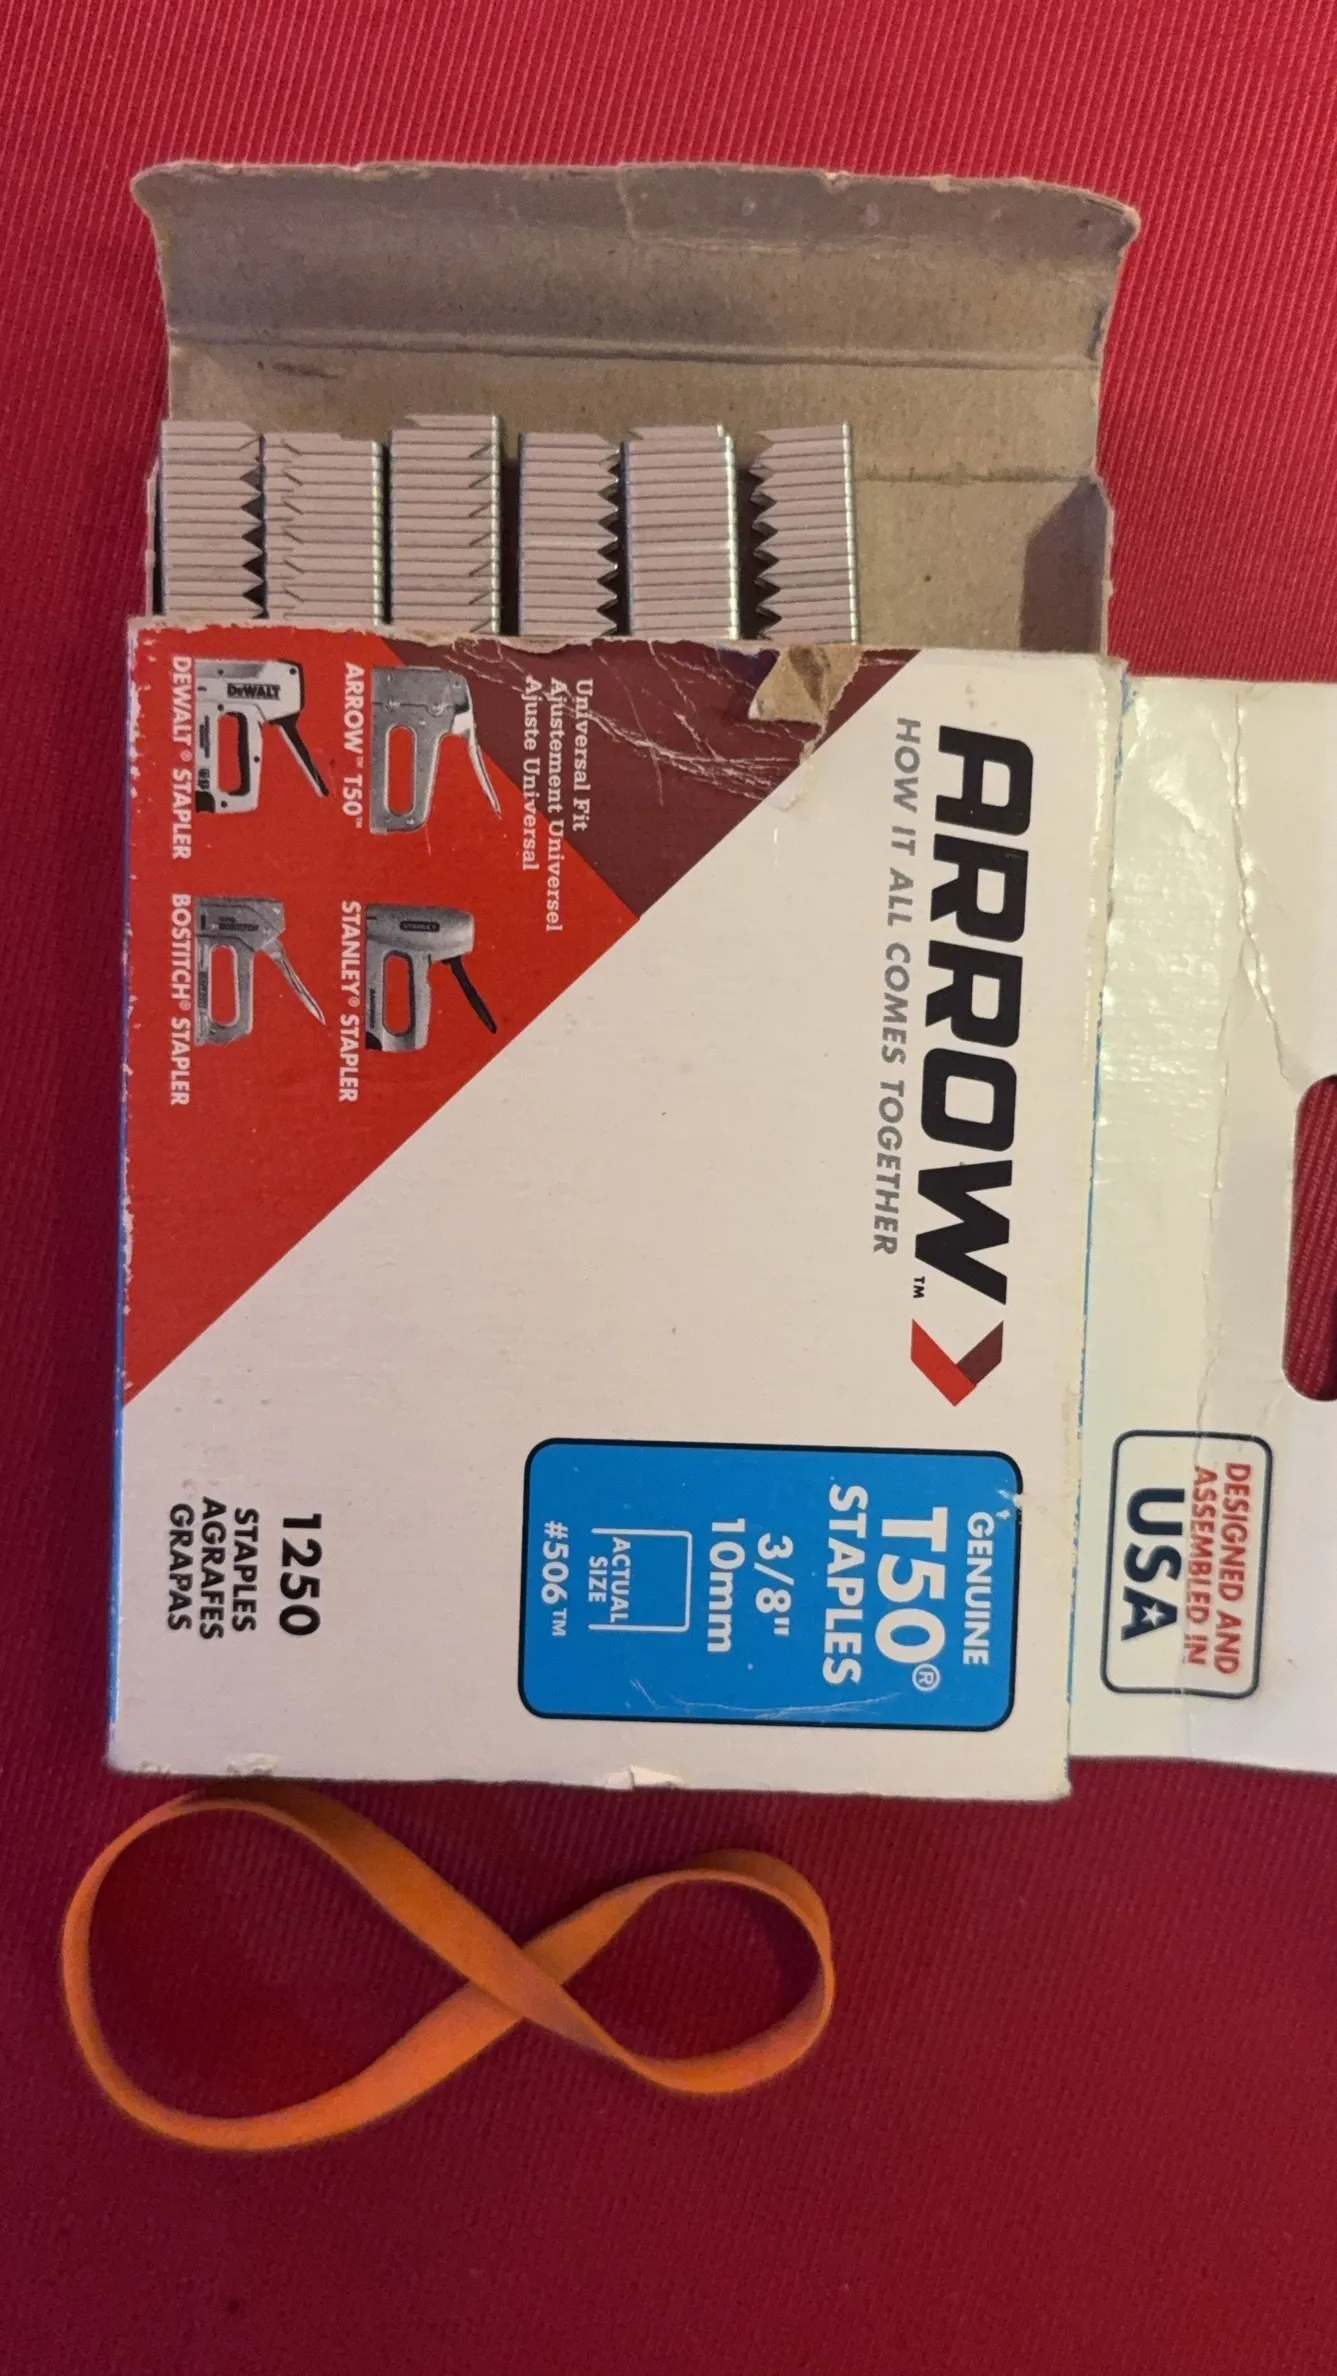 ARROW™
HOW IT ALL COMES TOGETHER
DESIGNED AND
ASSEMBLED IN
USA
GENUINE
T50®
STAPLES
3/8"
10mm
ACTUAL
SIZE
#506™
Universal Fit
Ajustement Universel
Ajuste Universal
ARROW™ T50™
STANLEY
STANLEY® STAPLER
DEWALT
DEWALT® STAPLER
BOSTITCH
BOSTITCH® STAPLER
1250
STAPLES
AGRAFES
GRAPAS